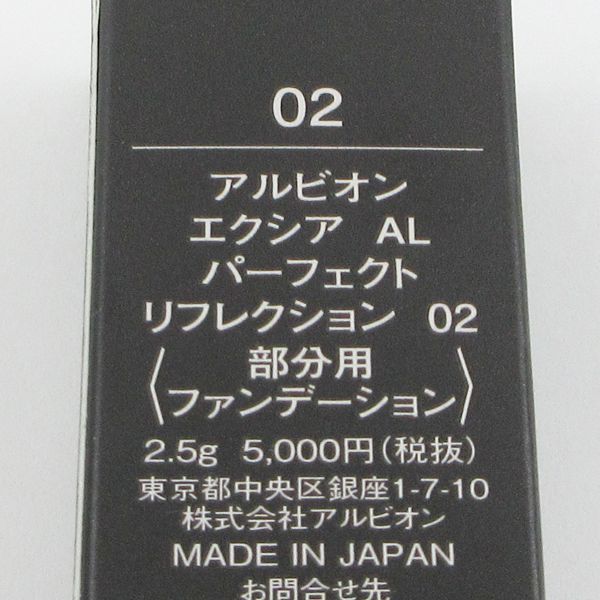 02
アルビオン
エクシア AL
パーフェクト
リフレクション 02
〈部分用
ファンデーション〉
2.5g 5,000円(税抜)
東京都中央区銀座1-7-10
株式会社アルビオン
MADE IN JAPAN
お問合せ先